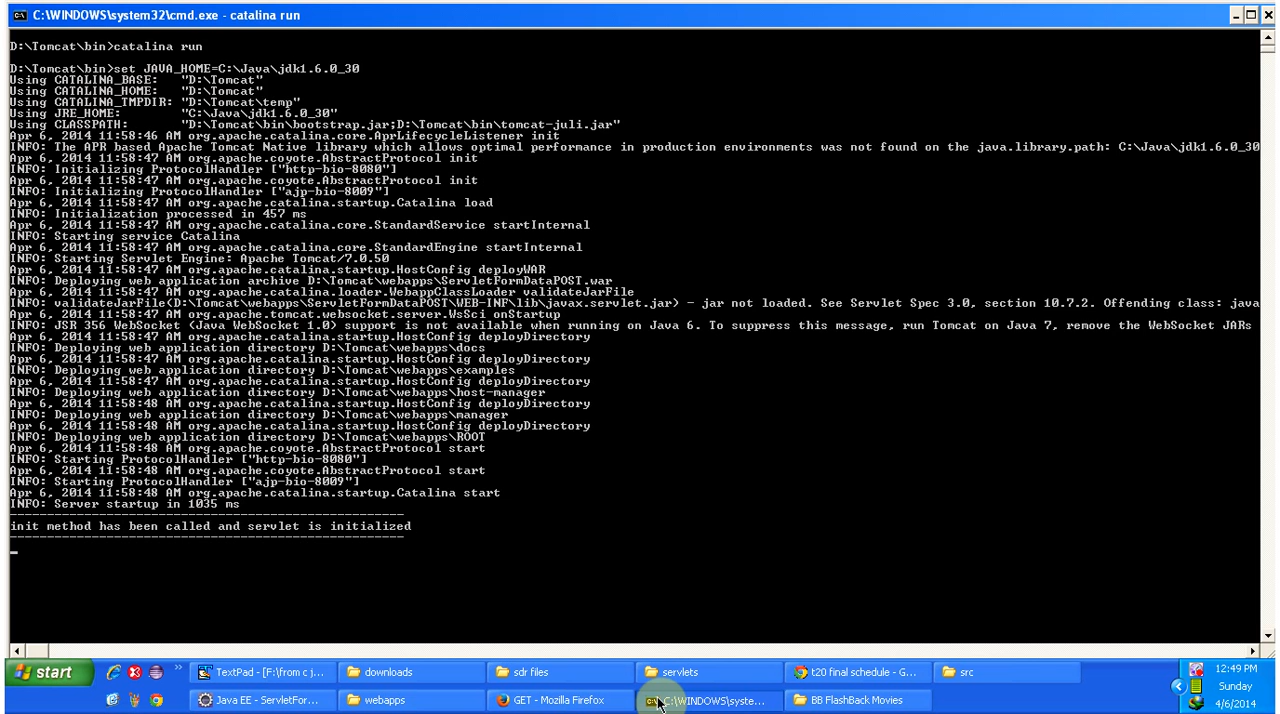 C:\WINDOWS\system32\cmd.exe - catalina run
D:\Tomcat\bin>catalina run
D:\Tomcat\bin>set JAVA_HOME=C:\Java\jdk1.6.0_30
Using CATALINA_BASE:   "D:\Tomcat"
Using CATALINA_HOME:   "D:\Tomcat"
Using CATALINA_TMPDIR: "D:\Tomcat\temp"
Using JRE_HOME:        "C:\Java\jdk1.6.0_30"
Using CLASSPATH:       "D:\Tomcat\bin\bootstrap.jar;D:\Tomcat\bin\tomcat-juli.jar"
Apr 6, 2014 11:58:46 AM org.apache.catalina.core.AprLifecycleListener init
INFO: The APR based Apache Tomcat Native library which allows optimal performance in production environments was not found on the java.library.path: C:\Java\jdk1.6.0_30
Apr 6, 2014 11:58:47 AM org.apache.coyote.AbstractProtocol init
INFO: Initializing ProtocolHandler ["http-bio-8080"]
Apr 6, 2014 11:58:47 AM org.apache.coyote.AbstractProtocol init
INFO: Initializing ProtocolHandler ["ajp-bio-8009"]
Apr 6, 2014 11:58:47 AM org.apache.catalina.startup.Catalina load
INFO: Initialization processed in 457 ms
Apr 6, 2014 11:58:47 AM org.apache.catalina.core.StandardService startInternal
INFO: Starting service Catalina
Apr 6, 2014 11:58:47 AM org.apache.catalina.core.StandardEngine startInternal
INFO: Starting Servlet Engine: Apache Tomcat/7.0.50
Apr 6, 2014 11:58:47 AM org.apache.catalina.startup.HostConfig deployWAR
INFO: Deploying web application archive D:\Tomcat\webapps\ServletFormDataPOST.war
Apr 6, 2014 11:58:47 AM org.apache.catalina.loader.WebappClassLoader validateJarFile
INFO: validateJarFile(D:\Tomcat\webapps\ServletFormDataPOST\WEB-INF\lib\javax.servlet.jar) - jar not loaded. See Servlet Spec 3.0, section 10.7.2. Offending class: java
Apr 6, 2014 11:58:47 AM org.apache.tomcat.websocket.server.WsSci onStartup
INFO: JSR 356 WebSocket (Java WebSocket 1.0) support is not available when running on Java 6. To suppress this message, run Tomcat on Java 7, remove the WebSocket JARs
Apr 6, 2014 11:58:47 AM org.apache.catalina.startup.HostConfig deployDirectory
INFO: Deploying web application directory D:\Tomcat\webapps\docs
Apr 6, 2014 11:58:47 AM org.apache.catalina.startup.HostConfig deployDirectory
INFO: Deploying web application directory D:\Tomcat\webapps\examples
Apr 6, 2014 11:58:47 AM org.apache.catalina.startup.HostConfig deployDirectory
INFO: Deploying web application directory D:\Tomcat\webapps\host-manager
Apr 6, 2014 11:58:48 AM org.apache.catalina.startup.HostConfig deployDirectory
INFO: Deploying web application directory D:\Tomcat\webapps\manager
Apr 6, 2014 11:58:48 AM org.apache.catalina.startup.HostConfig deployDirectory
INFO: Deploying web application directory D:\Tomcat\webapps\ROOT
Apr 6, 2014 11:58:48 AM org.apache.coyote.AbstractProtocol start
INFO: Starting ProtocolHandler ["http-bio-8080"]
Apr 6, 2014 11:58:48 AM org.apache.coyote.AbstractProtocol start
INFO: Starting ProtocolHandler ["ajp-bio-8009"]
Apr 6, 2014 11:58:48 AM org.apache.catalina.startup.Catalina start
INFO: Server startup in 1035 ms
-----------------------------------------------------
init method has been called and servlet is initialized
-----------------------------------------------------
start
TextPad - [F:\from c j...
downloads
sdr files
servlets
t20 final schedule - G...
src
12:49 PM
Java EE - ServletFor...
webapps
GET - Mozilla Firefox
C:\WINDOWS\syste...
BB FlashBack Movies
Sunday
4/6/2014